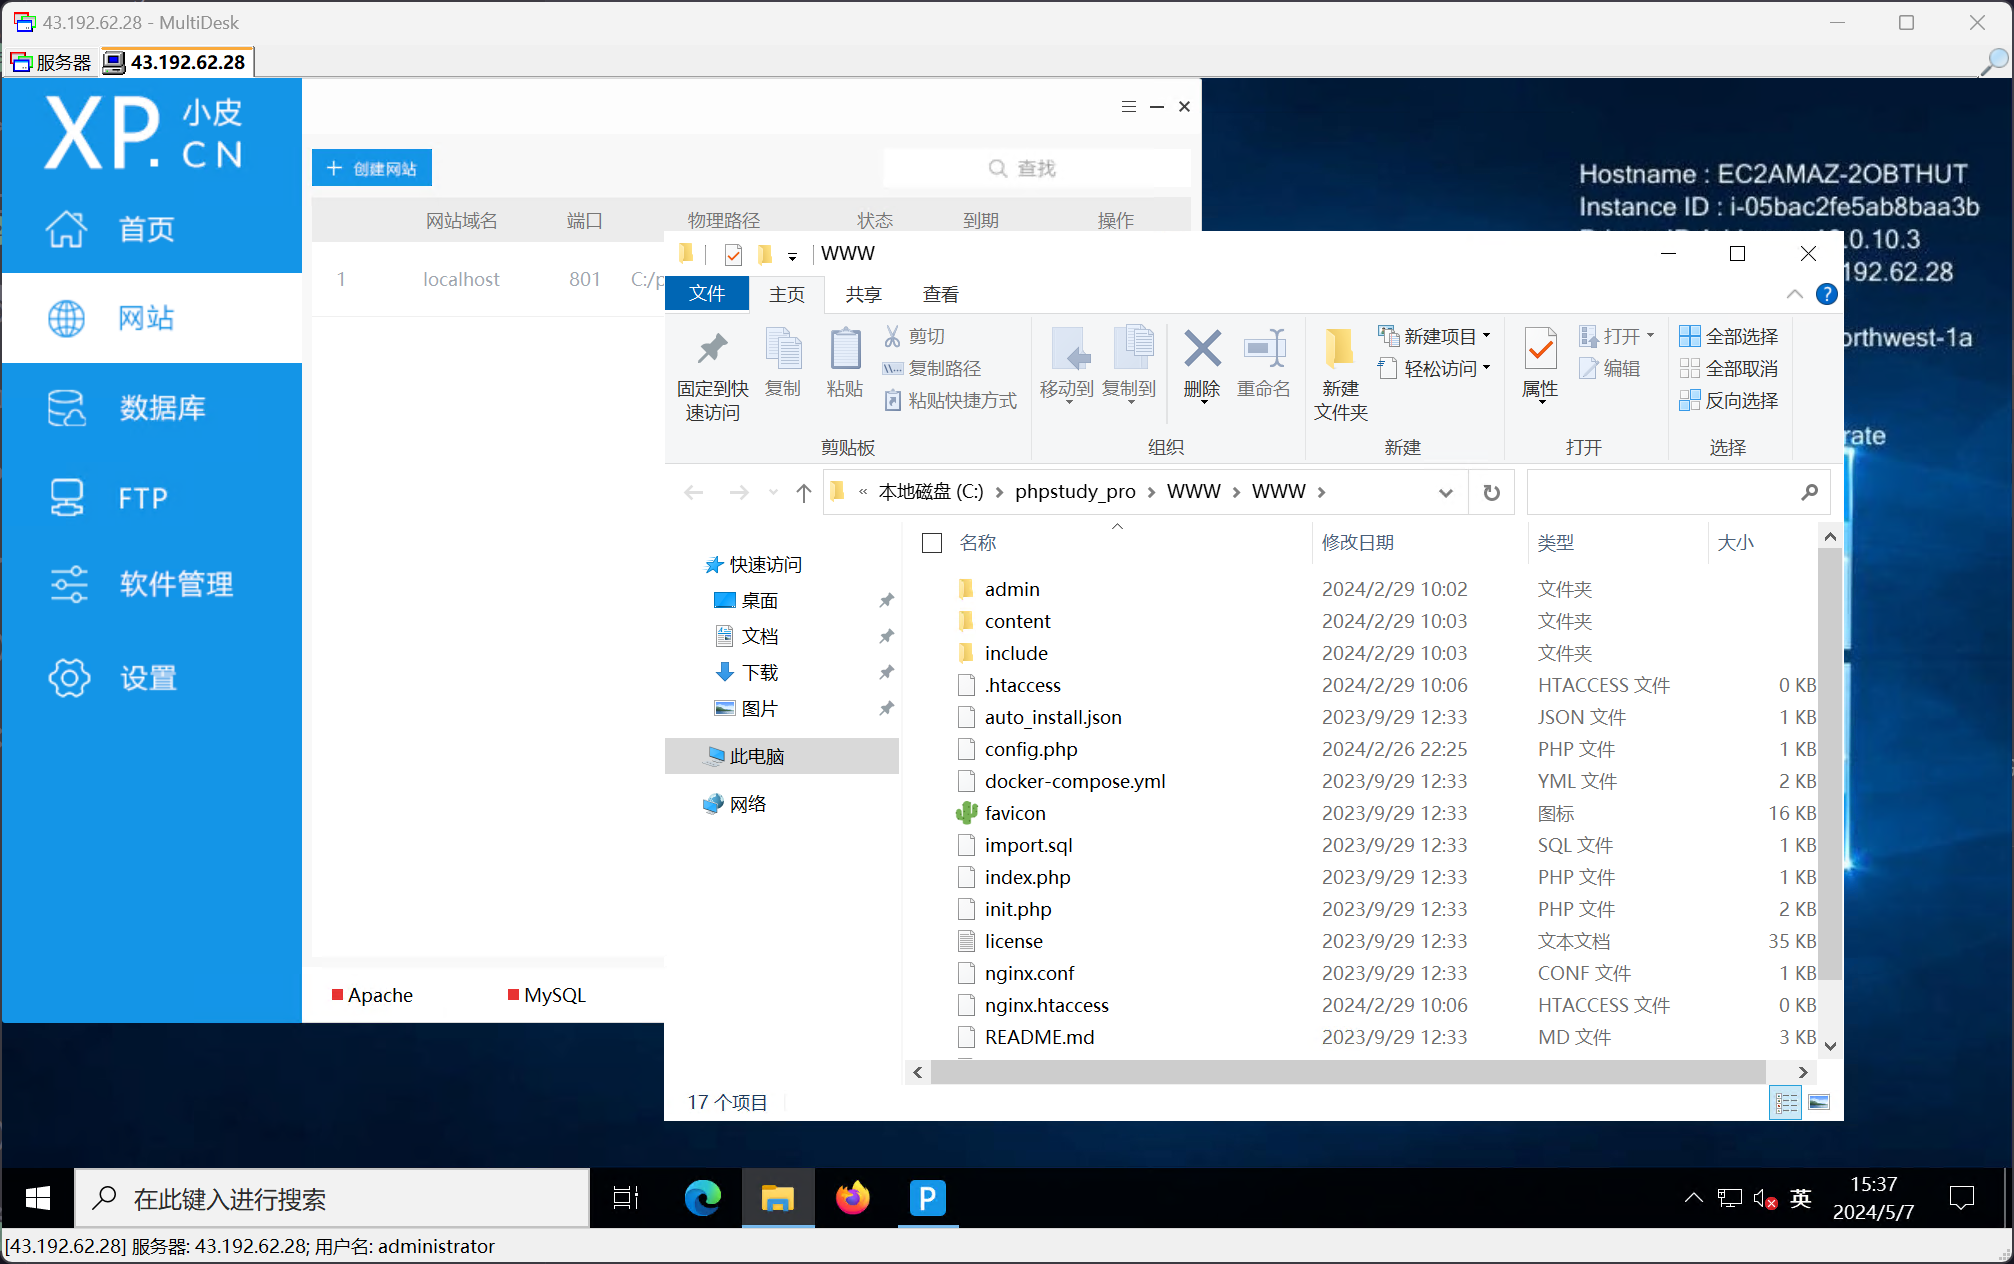 43.192.62.28 - MultiDesk
服务器
43.192.62.28
XP. 小皮 CN
首页
网站
数据库
FTP
软件管理
设置
创建网站
查找
网站域名 端口 物理路径 状态 到期 操作
1 localhost 801 C:/p
Apache MySQL
Hostname : EC2AMAZ-2OBTHUT
Instance ID : i-05bac2fe5ab8baa3b
.0.10.3
192.62.28
orthwest-1a
rate
WWW
文件 主页 共享 查看
固定到快速访问
复制
粘贴
剪切
复制路径
粘贴快捷方式
剪贴板
移动到
复制到
删除
重命名
组织
新建文件夹
新建项目
轻松访问
新建
属性
打开
编辑
打开
全部选择
全部取消
反向选择
选择
« 本地磁盘 (C:) › phpstudy_pro › WWW › WWW ›
快速访问
桌面
文档
下载
图片
此电脑
网络
名称 修改日期 类型 大小
admin 2024/2/29 10:02 文件夹
content 2024/2/29 10:03 文件夹
include 2024/2/29 10:03 文件夹
.htaccess 2024/2/29 10:06 HTACCESS 文件 0 KB
auto_install.json 2023/9/29 12:33 JSON 文件 1 KB
config.php 2024/2/26 22:25 PHP 文件 1 KB
docker-compose.yml 2023/9/29 12:33 YML 文件 2 KB
favicon 2023/9/29 12:33 图标 16 KB
import.sql 2023/9/29 12:33 SQL 文件 1 KB
index.php 2023/9/29 12:33 PHP 文件 1 KB
init.php 2023/9/29 12:33 PHP 文件 2 KB
license 2023/9/29 12:33 文本文档 35 KB
nginx.conf 2023/9/29 12:33 CONF 文件 1 KB
nginx.htaccess 2024/2/29 10:06 HTACCESS 文件 0 KB
README.md 2023/9/29 12:33 MD 文件 3 KB
17 个项目
在此键入进行搜索
英
15:37
2024/5/7
[43.192.62.28] 服务器: 43.192.62.28; 用户名: administrator